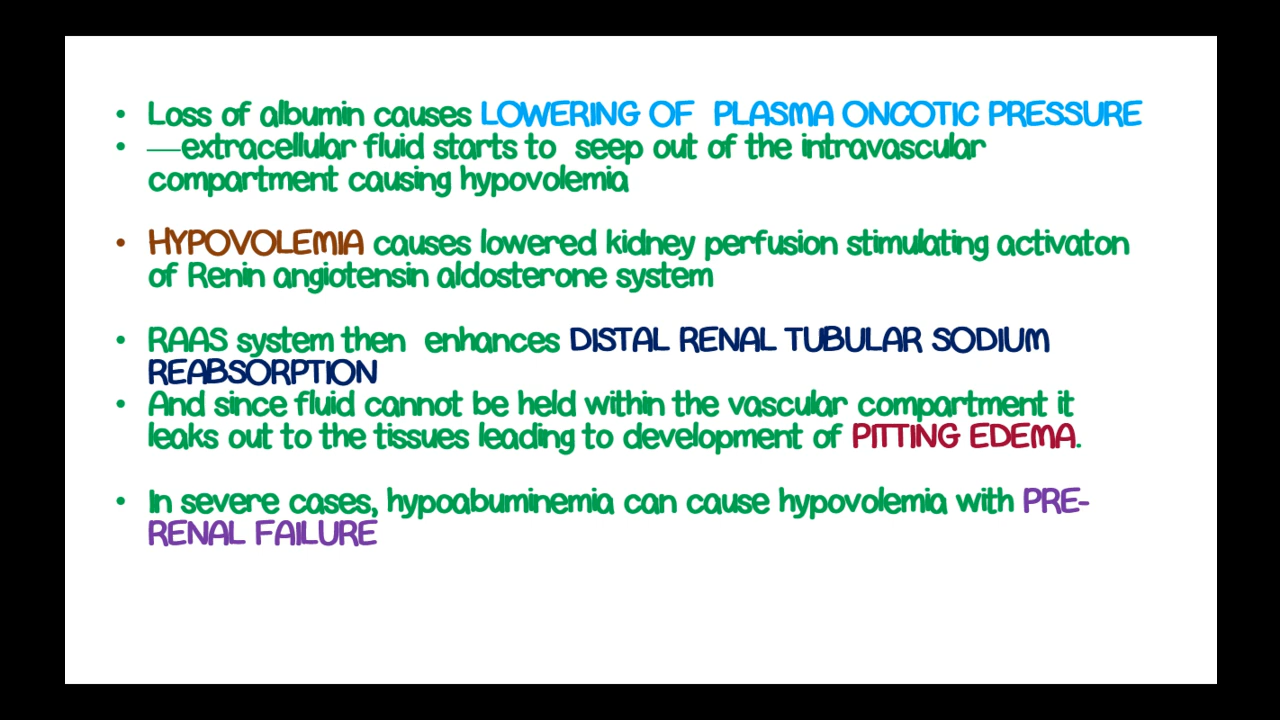 • Loss of albumin causes LOWERING OF PLASMA ONCOTIC PRESSURE
• —extracellular fluid starts to seep out of the intravascular
compartment causing hypovolemia
• HYPOVOLEMIA causes lowered kidney perfusion stimulating activaton
of Renin angiotensin aldosterone system
• RAAS system then enhances DISTAL RENAL TUBULAR SODIUM
REABSORPTION
• And since fluid cannot be held within the vascular compartment it
leaks out to the tissues leading to development of PITTING EDEMA.
• In severe cases, hypoabuminemia can cause hypovolemia with PRE-
RENAL FAILURE